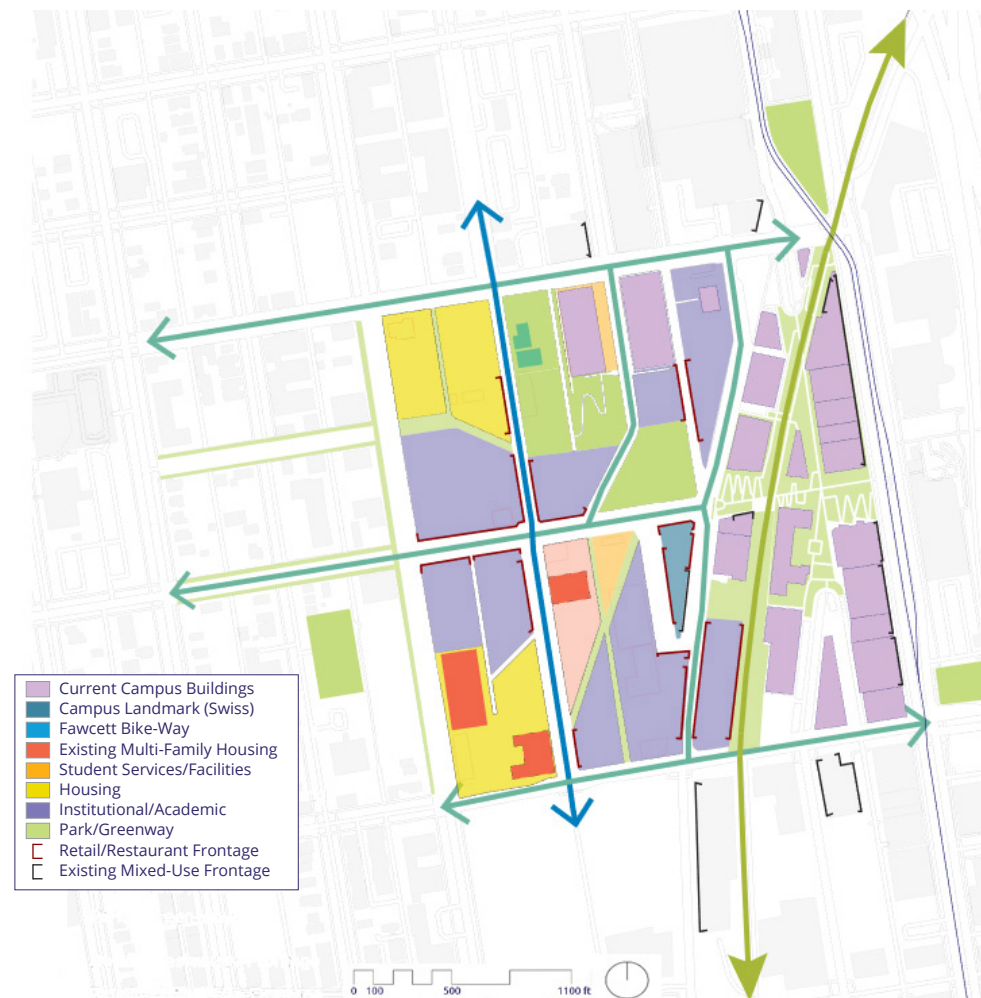 Current Campus Buildings
Campus Landmark (Swiss)
Fawcett Bike-Way
Existing Multi-Family Housing
Student Services/Facilities
Housing
Institutional/Academic
Park/Greenway
Retail/Restaurant Frontage
Existing Mixed-Use Frontage
0 100 500 1100 ft